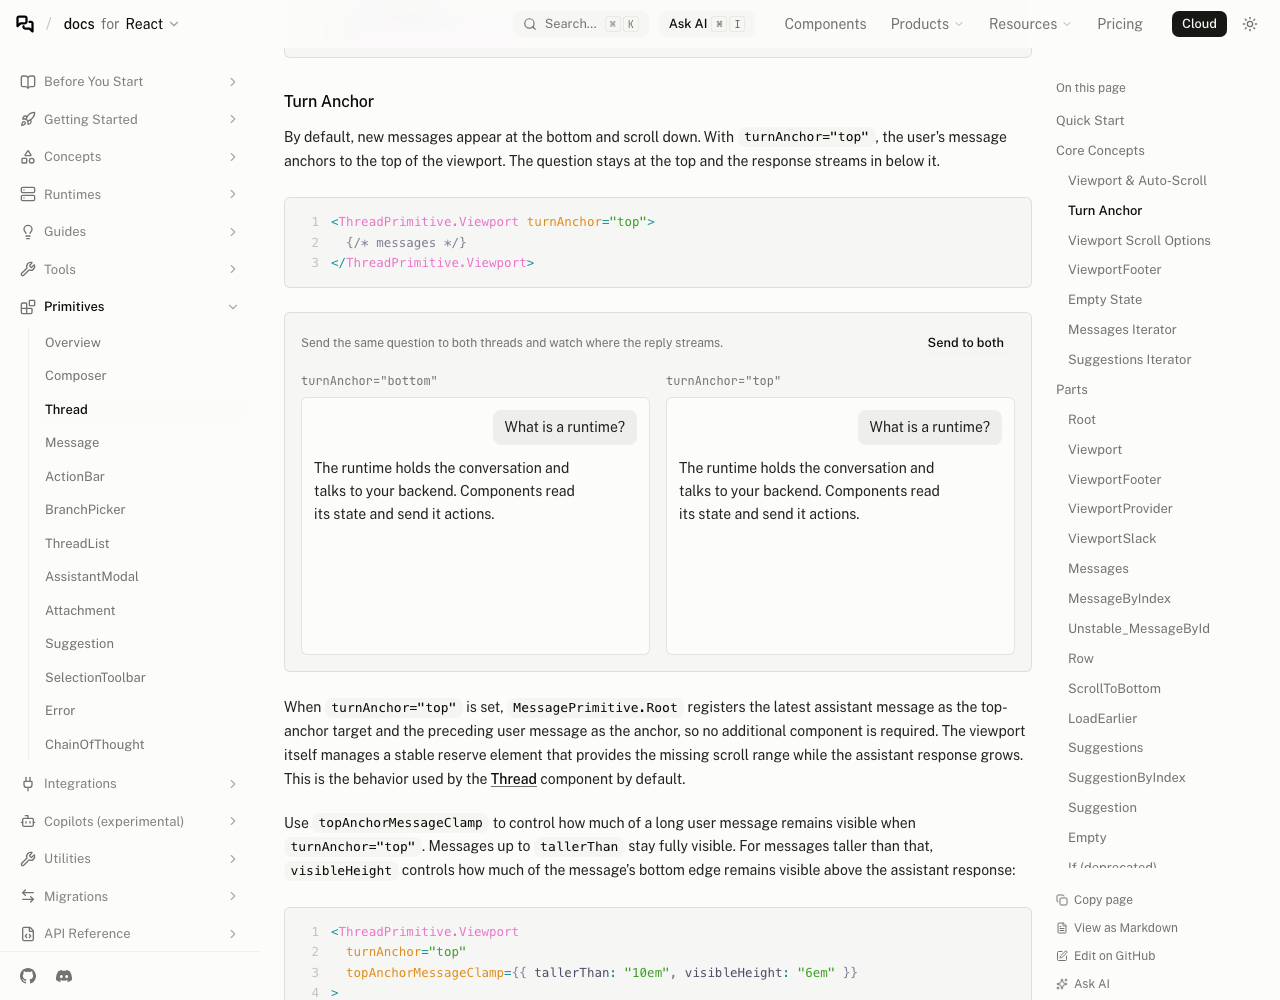 / docs for React
Search... ⌘ K
Ask AI ⌘ I
Components
Products
Resources
Pricing
Cloud
Before You Start
Getting Started
Concepts
Runtimes
Guides
Tools
Primitives
Overview
Composer
Thread
Message
ActionBar
BranchPicker
ThreadList
AssistantModal
Attachment
Suggestion
SelectionToolbar
Error
ChainOfThought
Integrations
Copilots (experimental)
Utilities
Migrations
API Reference
Turn Anchor
By default, new messages appear at the bottom and scroll down. With turnAnchor="top", the user's message
anchors to the top of the viewport. The question stays at the top and the response streams in below it.
1 <ThreadPrimitive.Viewport turnAnchor="top">
2 {/* messages */}
3 </ThreadPrimitive.Viewport>
Send the same question to both threads and watch where the reply streams.
Send to both
turnAnchor="bottom"
What is a runtime?
The runtime holds the conversation and
talks to your backend. Components read
its state and send it actions.
turnAnchor="top"
What is a runtime?
The runtime holds the conversation and
talks to your backend. Components read
its state and send it actions.
When turnAnchor="top" is set, MessagePrimitive.Root registers the latest assistant message as the top-
anchor target and the preceding user message as the anchor, so no additional component is required. The viewport
itself manages a stable reserve element that provides the missing scroll range while the assistant response grows.
This is the behavior used by the Thread component by default.
Use topAnchorMessageClamp to control how much of a long user message remains visible when
turnAnchor="top". Messages up to tallerThan stay fully visible. For messages taller than that,
visibleHeight controls how much of the message's bottom edge remains visible above the assistant response:
1 <ThreadPrimitive.Viewport
2 turnAnchor="top"
3 topAnchorMessageClamp={{ tallerThan: "10em", visibleHeight: "6em" }}
4 >
On this page
Quick Start
Core Concepts
Viewport & Auto-Scroll
Turn Anchor
Viewport Scroll Options
ViewportFooter
Empty State
Messages Iterator
Suggestions Iterator
Parts
Root
Viewport
ViewportFooter
ViewportProvider
ViewportSlack
Messages
MessageByIndex
Unstable_MessageById
Row
ScrollToBottom
LoadEarlier
Suggestions
SuggestionByIndex
Suggestion
Empty
If (deprecated)
Copy page
View as Markdown
Edit on GitHub
Ask AI